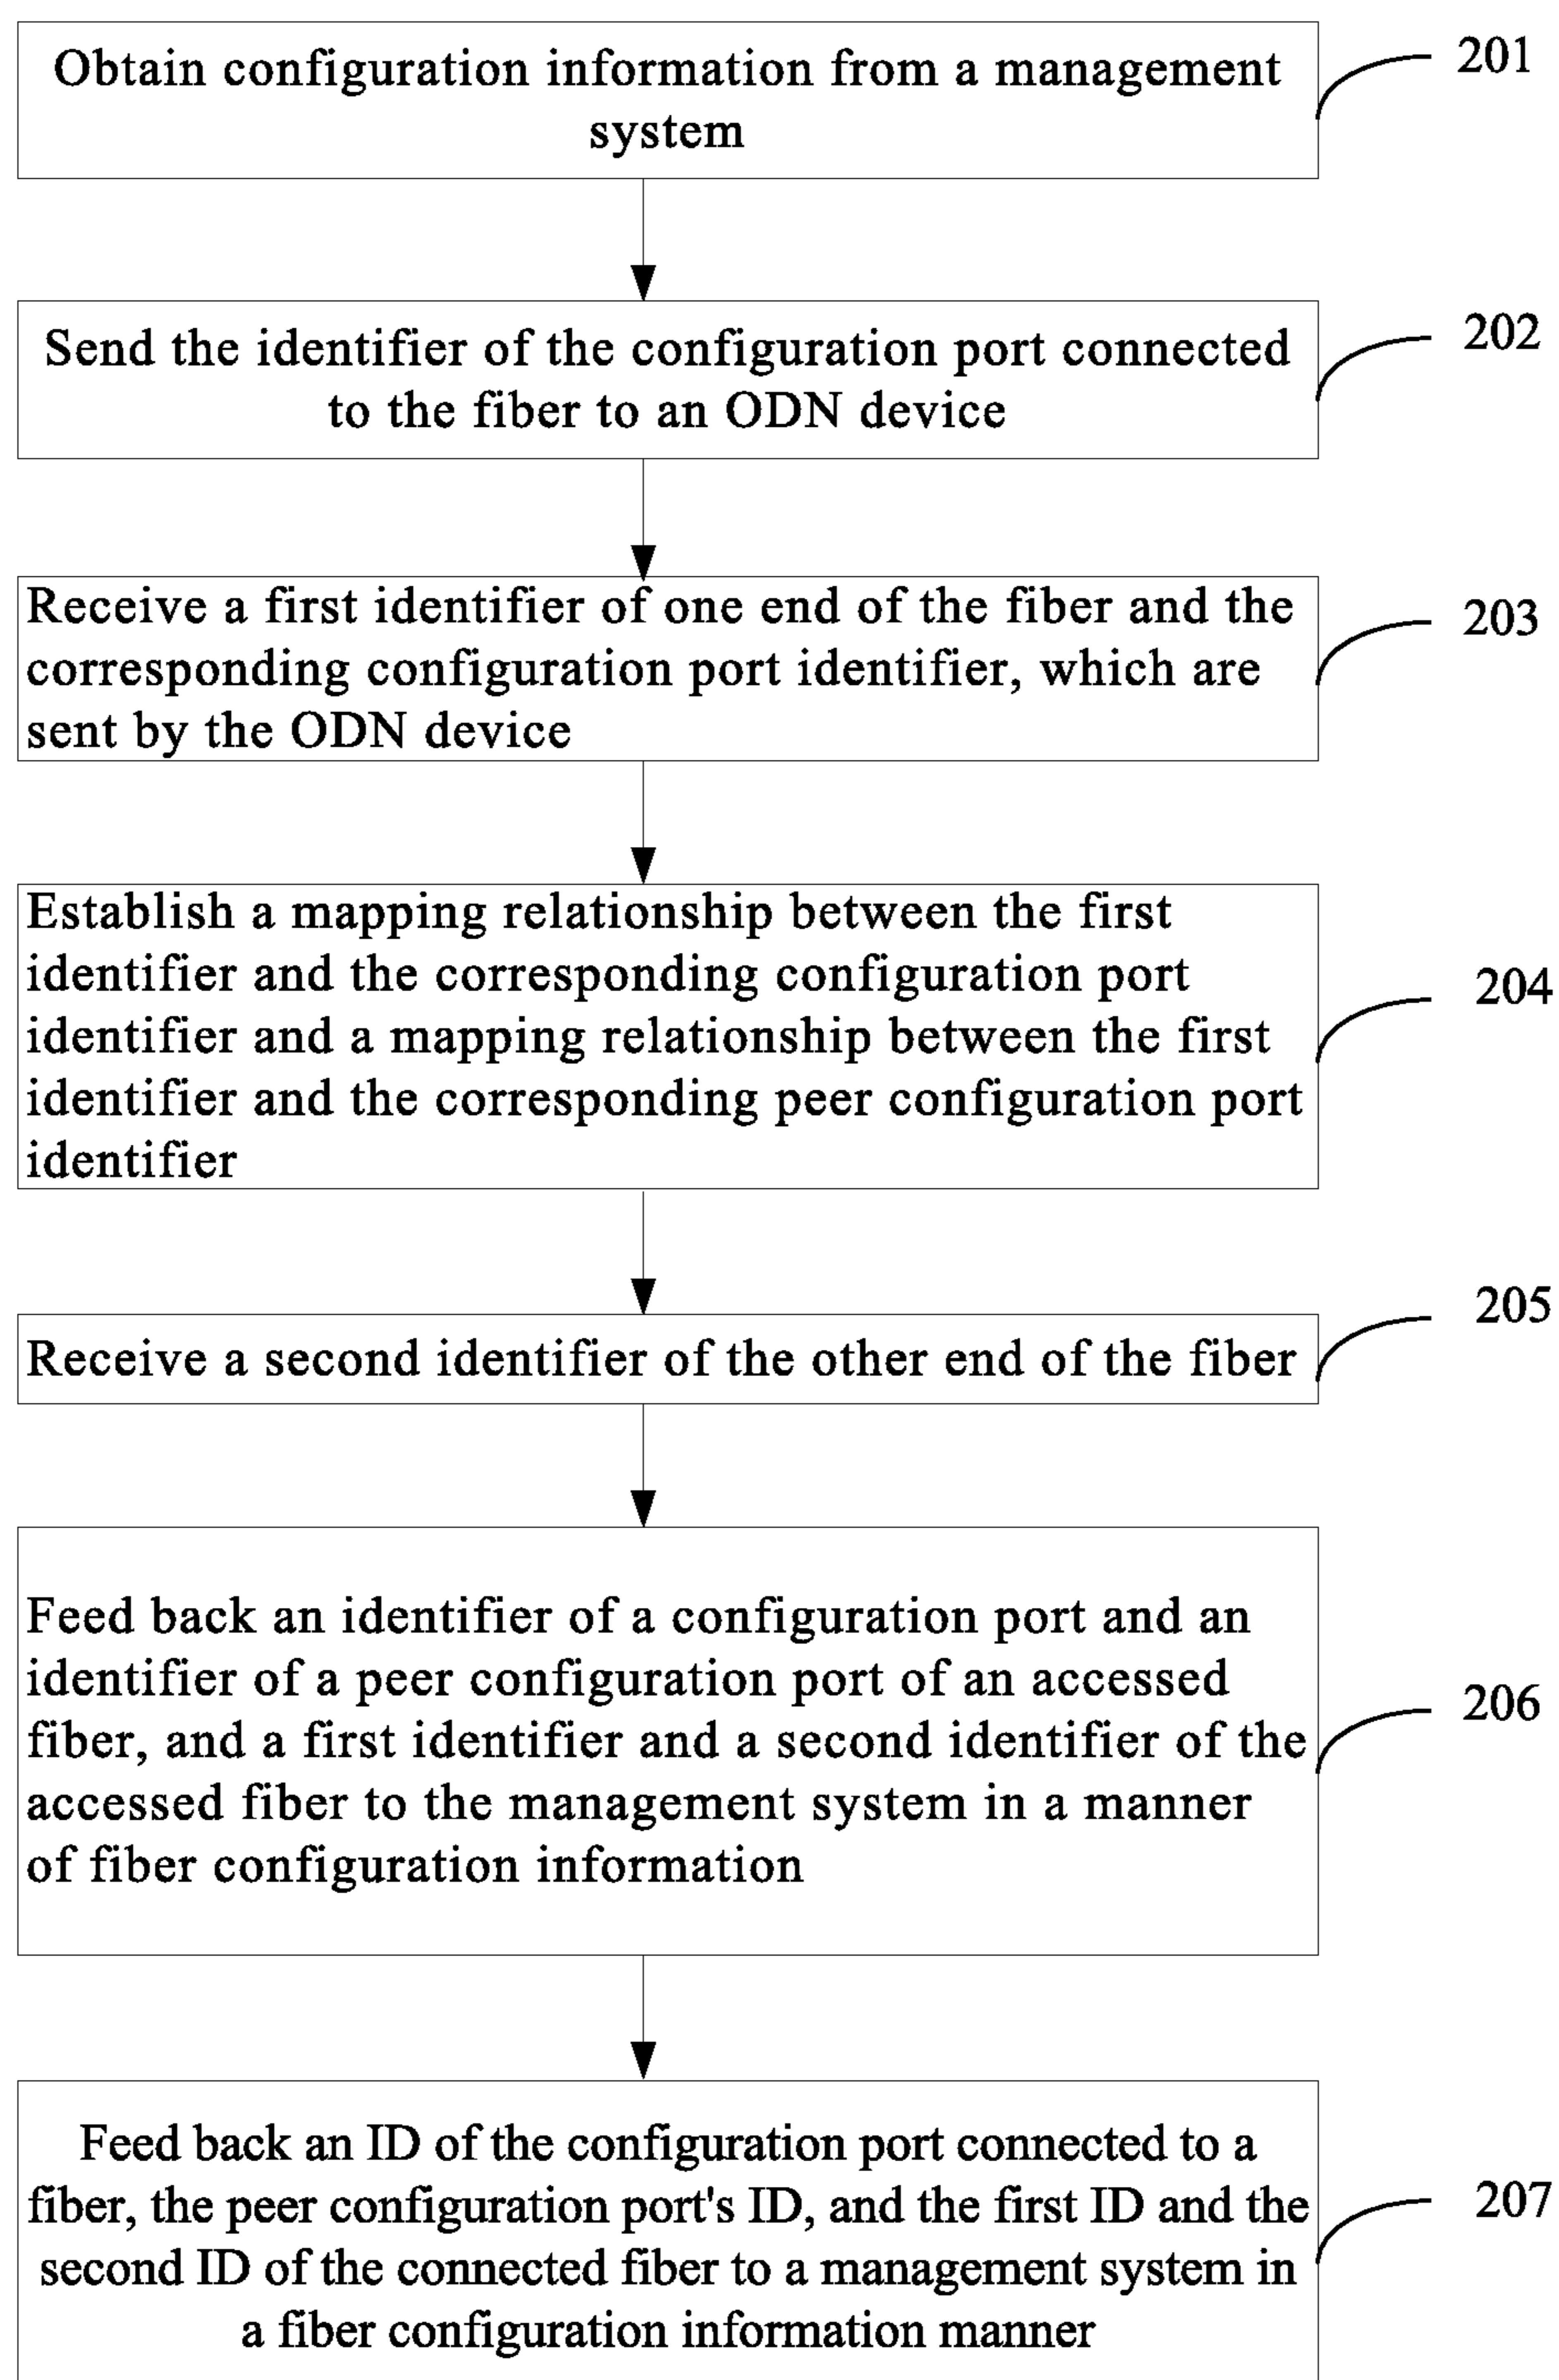 Obtain configuration information from a management
system
201
Send the identifier of the configuration port connected
to the fiber to an ODN device
202
Receive a first identifier of one end of the fiber and the
corresponding configuration port identifier, which are
sent by the ODN device
203
Establish a mapping relationship between the first
identifier and the corresponding configuration port
identifier and a mapping relationship between the first
identifier and the corresponding peer configuration port
identifier
204
Receive a second identifier of the other end of the fiber
205
Feed back an identifier of a configuration port and an
identifier of a peer configuration port of an accessed
fiber, and a first identifier and a second identifier of the
accessed fiber to the management system in a manner
of fiber configuration information
206
Feed back an ID of the configuration port connected to a
fiber, the peer configuration port's ID, and the first ID and the
second ID of the connected fiber to a management system in
a fiber configuration information manner
207